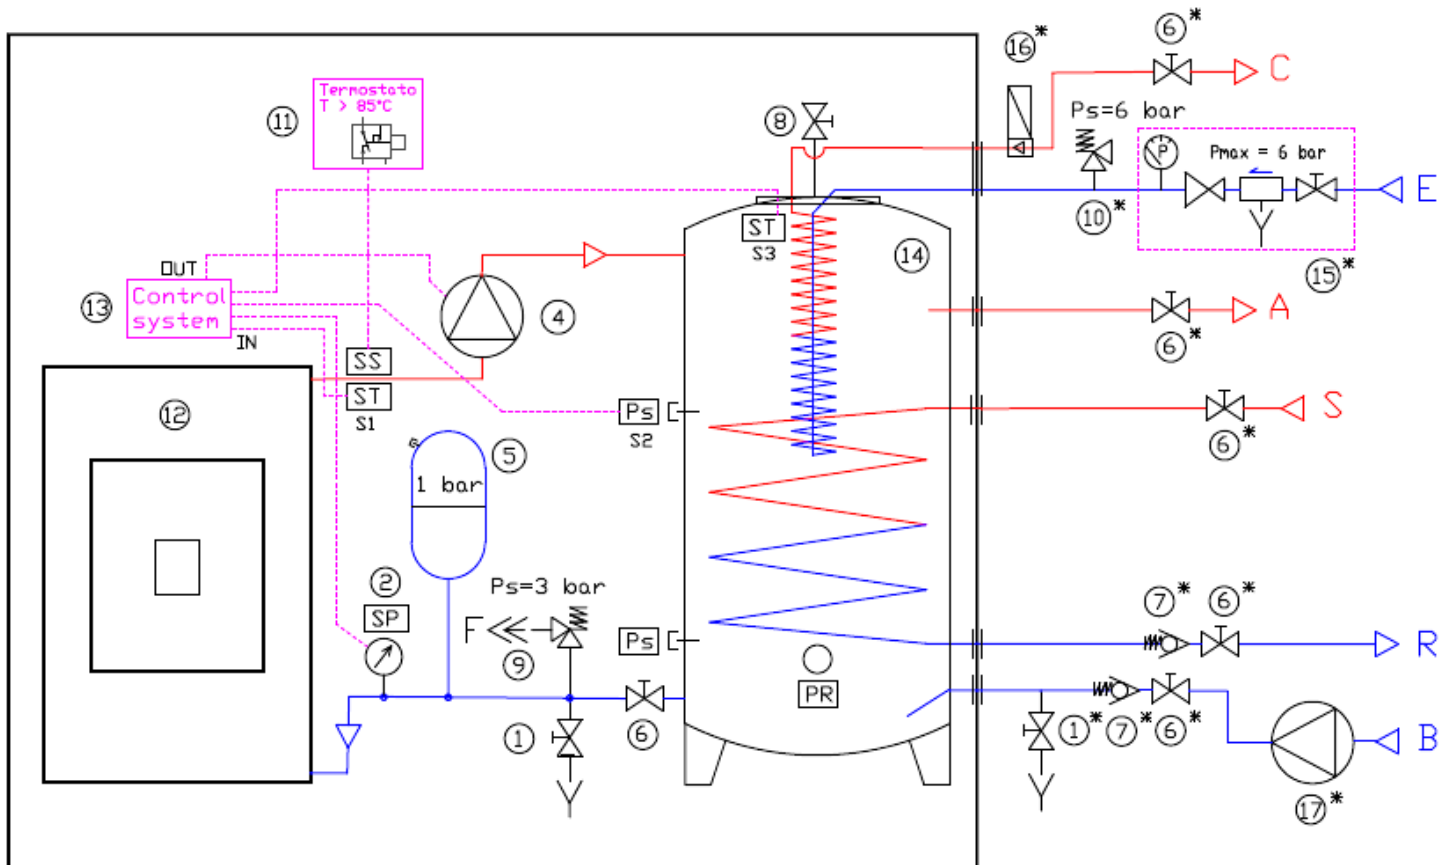 16*
6*
C
Termostato
T > 85°C
11
8
Ps=6 bar
P
Pmax = 6 bar
E
10*
ST
S3
14
15*
OUT
13
Control
system
IN
4
6*
A
SS
ST
S1
12
Ps
S2
S
6*
5
1 bar
2
SP
Ps=3 bar
F
9
Ps
PR
7*
6*
R
1
6
1*
7*
6*
B
17*